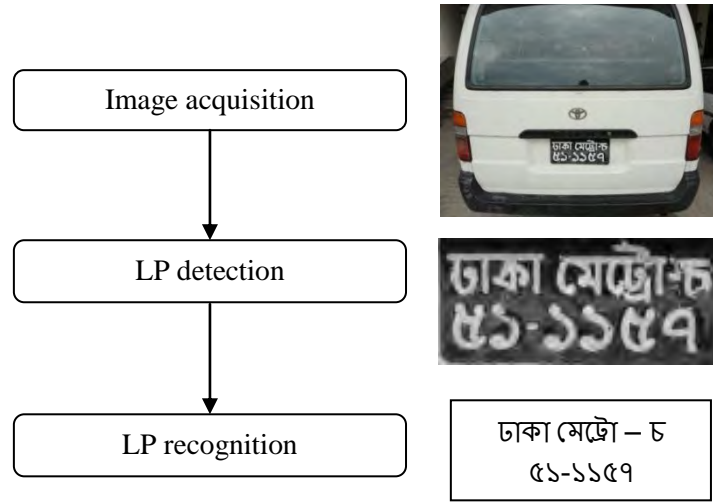 Image acquisition
ঢাকা মেট্রো-চ
৫১-১১৫৭
LP detection
ঢাকা মেট্রো-চ
৫১-১১৫৭
LP recognition
ঢাকা মেট্রো – চ
৫১-১১৫৭